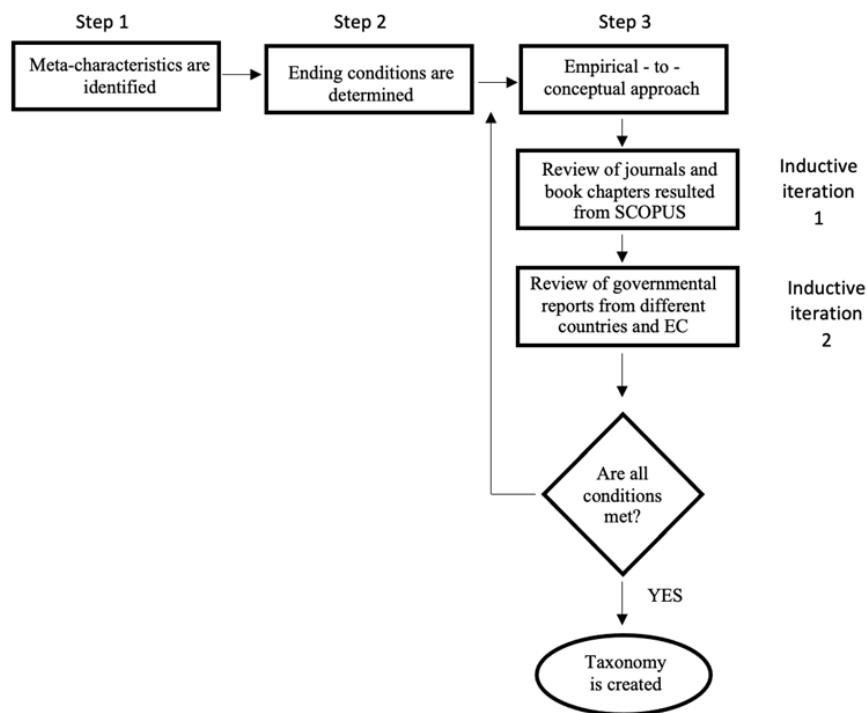 Step 1
Step 2
Step 3
Meta-characteristics are
identified
Ending conditions are
determined
Empirical - to -
conceptual approach
Review of journals and
book chapters resulted
from SCOPUS
Inductive
iteration
1
Review of governmental
reports from different
countries and EC
Inductive
iteration
2
Are all
conditions
met?
YES
Taxonomy
is created